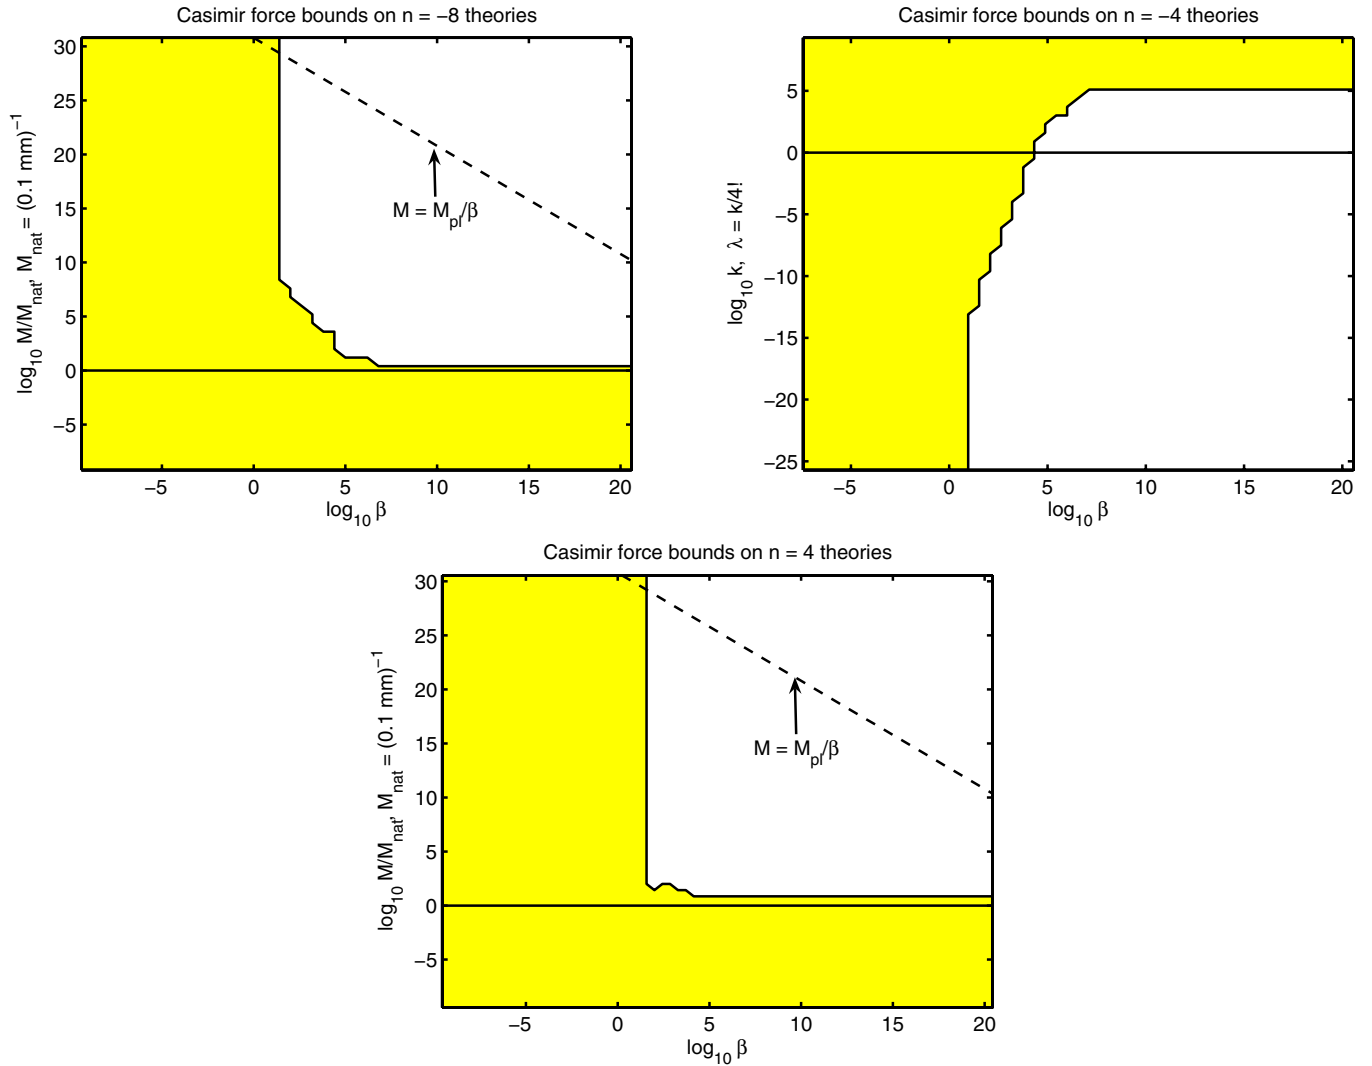 Casimir force bounds on n = −8 theories
log10 M/Mnat, Mnat = (0.1 mm)−1
30
25
20
15
10
5
0
−5
M = Mpl/β
−5 0 5 10 15 20
log10 β
Casimir force bounds on n = −4 theories
log10 k, λ = k/4!
5
0
−5
−10
−15
−20
−25
−5 0 5 10 15 20
log10 β
Casimir force bounds on n = 4 theories
log10 M/Mnat, Mnat = (0.1 mm)−1
30
25
20
15
10
5
0
−5
M = Mpl/β
−5 0 5 10 15 20
log10 β